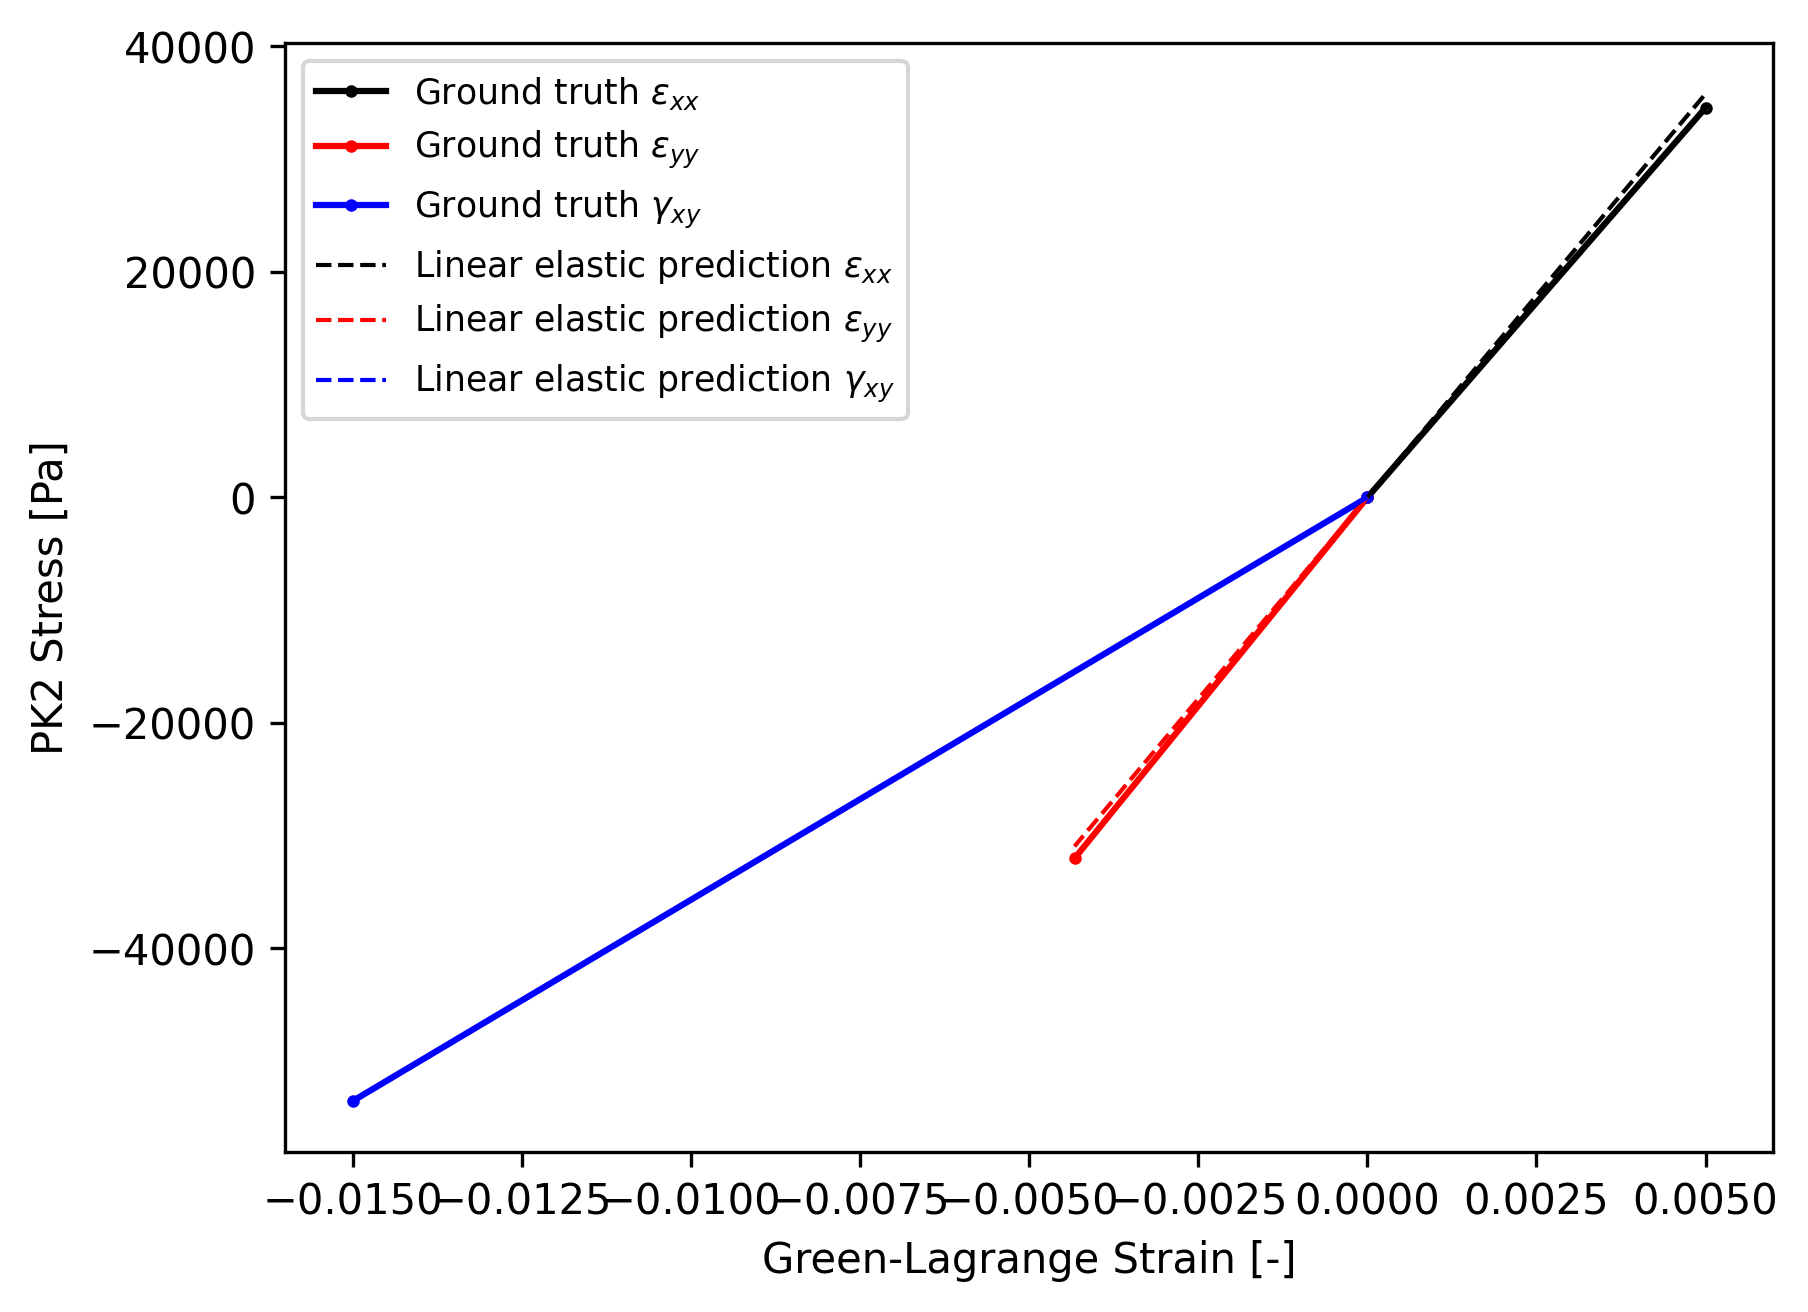 40000
20000
0
−20000
−40000
PK2 Stress [Pa]
Ground truth εxx
Ground truth εyy
Ground truth γxy
Linear elastic prediction εxx
Linear elastic prediction εyy
Linear elastic prediction γxy
−0.0150 −0.0125 −0.0100 −0.0075 −0.0050 −0.0025 0.0000 0.0025 0.0050
Green-Lagrange Strain [-]